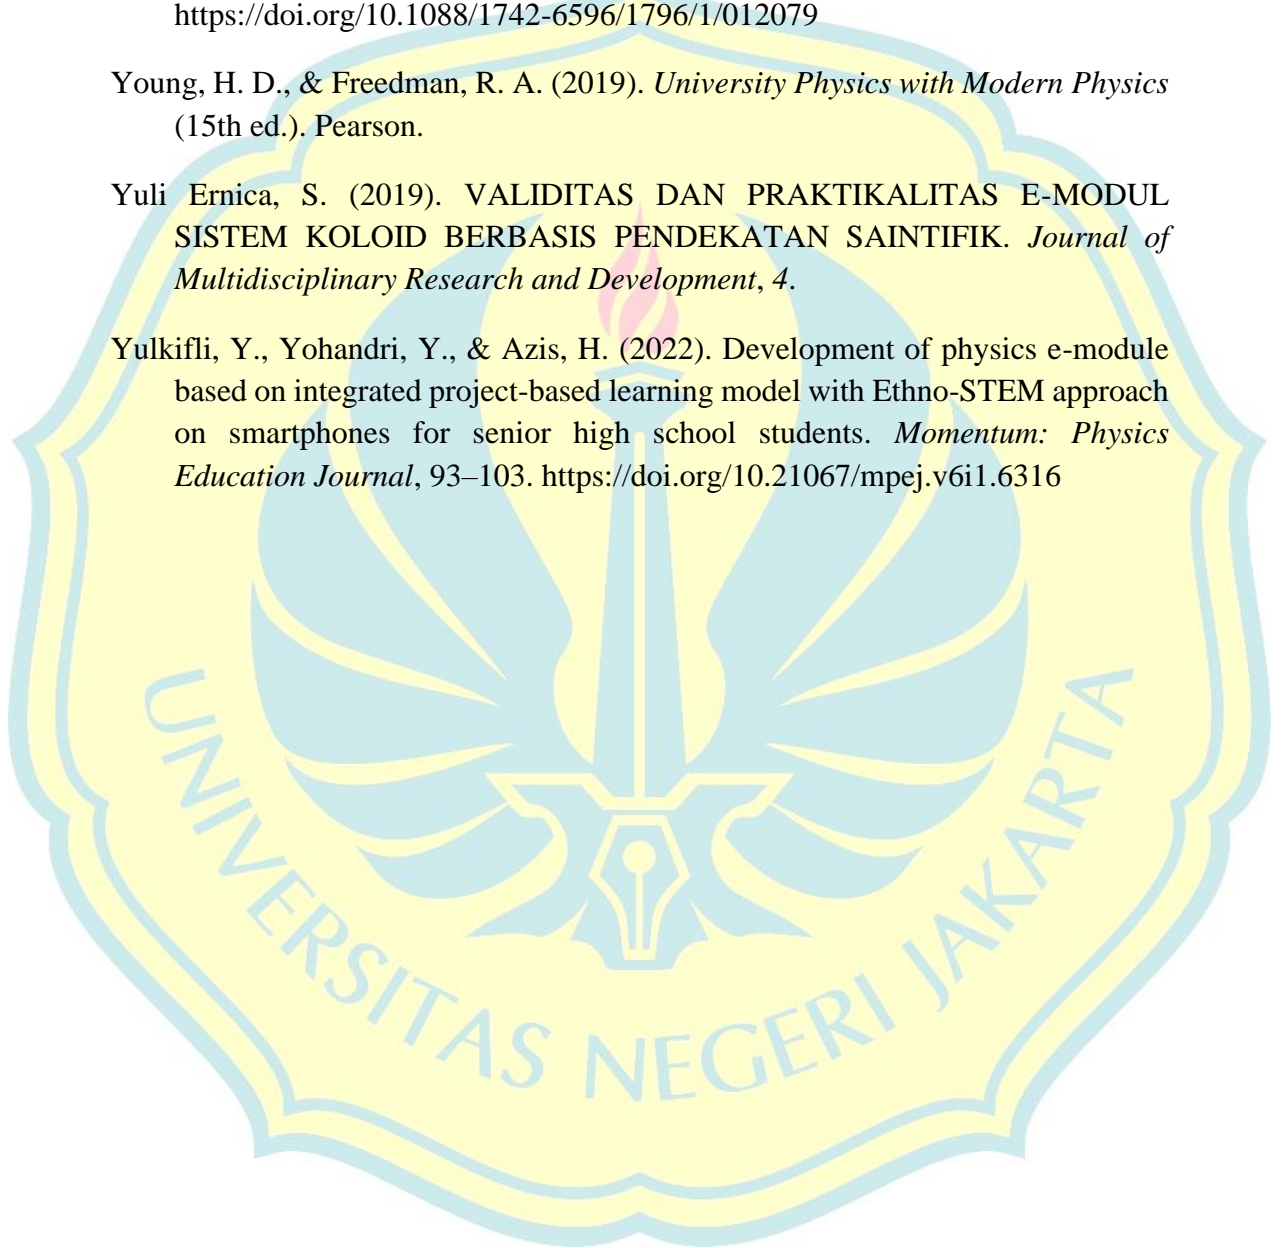 https://doi.org/10.1088/1742-6596/1796/1/012079
Young, H. D., & Freedman, R. A. (2019). University Physics with Modern Physics
(15th ed.). Pearson.
Yuli Ernica, S. (2019). VALIDITAS DAN PRAKTIKALITAS E-MODUL
SISTEM KOLOID BERBASIS PENDEKATAN SAINTIFIK. Journal of
Multidisciplinary Research and Development, 4.
Yulkifli, Y., Yohandri, Y., & Azis, H. (2022). Development of physics e-module
based on integrated project-based learning model with Ethno-STEM approach
on smartphones for senior high school students. Momentum: Physics
Education Journal, 93–103. https://doi.org/10.21067/mpej.v6i1.6316
UNIVERSITAS NEGERI JAKARTA